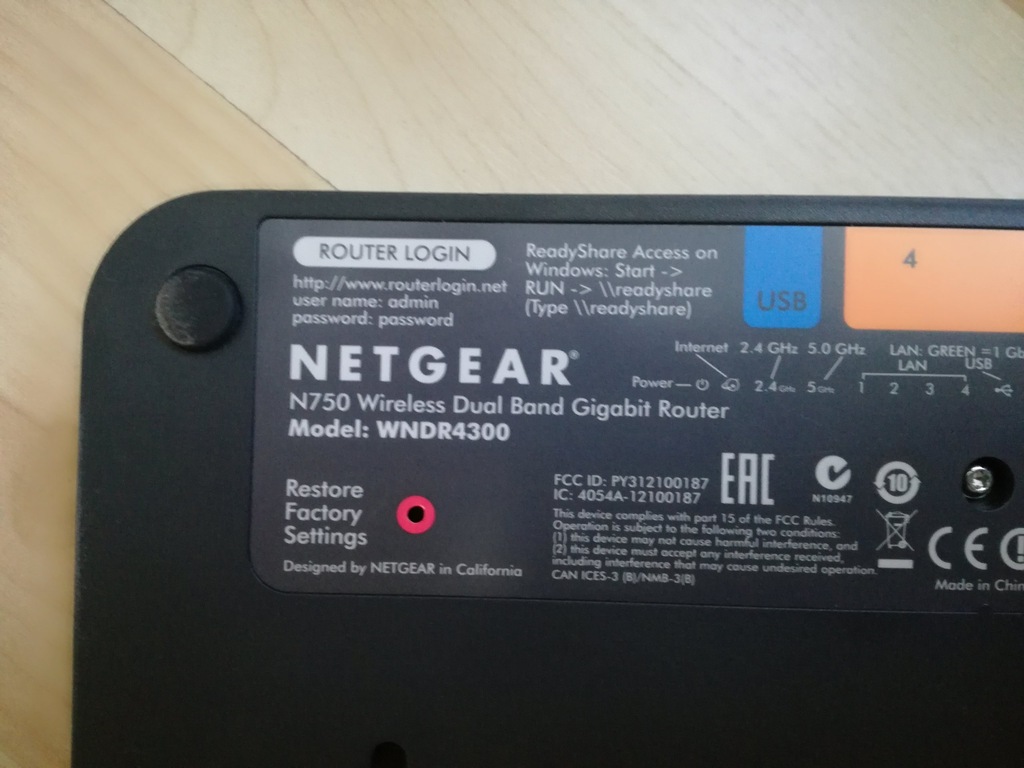 ROUTER LOGIN
http://www.routerlogin.net
user name: admin
password: password
ReadyShare Access on
Windows: Start ->
RUN -> \\readyshare
(Type \\readyshare)
USB
4
NETGEAR®
N750 Wireless Dual Band Gigabit Router
Model: WNDR4300
Internet 2.4 GHz 5.0 GHz LAN: GREEN =1 Gb
LAN USB
Power 2.4 GHz 5 GHz 1 2 3 4
Restore
Factory
Settings
Designed by NETGEAR in California
FCC ID: PY312100187
IC: 4054A-12100187
EAC
N10947
10
This device complies with part 15 of the FCC Rules.
Operation is subject to the following two conditions:
(1) this device may not cause harmful interference, and
(2) this device must accept any interference received,
including interference that may cause undesired operation.
CAN ICES-3 (B)/NMB-3(B)
CE
Made in Chin